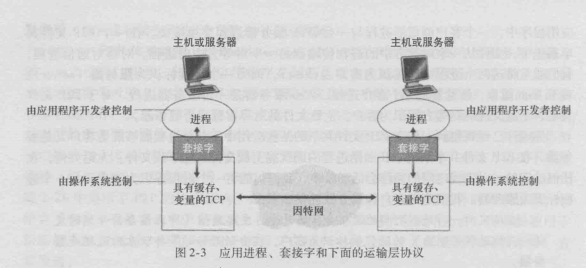 主机或服务器
主机或服务器
由应用程序开发者控制
进程
进程
由应用程序开发者控制
套接字
套接字
由操作系统控制
具有缓存、
变量的TCP
因特网
由操作系统控制
具有缓存、
变量的TCP
图 2-3 应用进程、套接字和下面的运输层协议